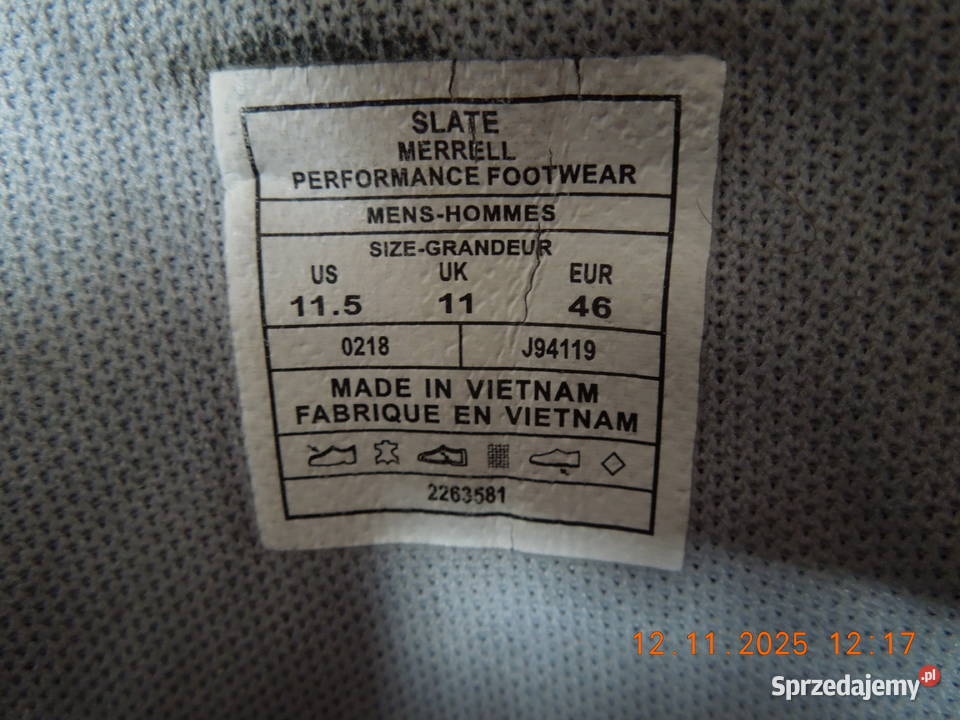 SLATE
MERRELL
PERFORMANCE FOOTWEAR
MENS-HOMMES
SIZE-GRANDEUR
US UK EUR
11.5 11 46
0218 J94119
MADE IN VIETNAM
FABRIQUE EN VIETNAM
2263581
12.11.2025 12:17
Sprzedajemy.pl